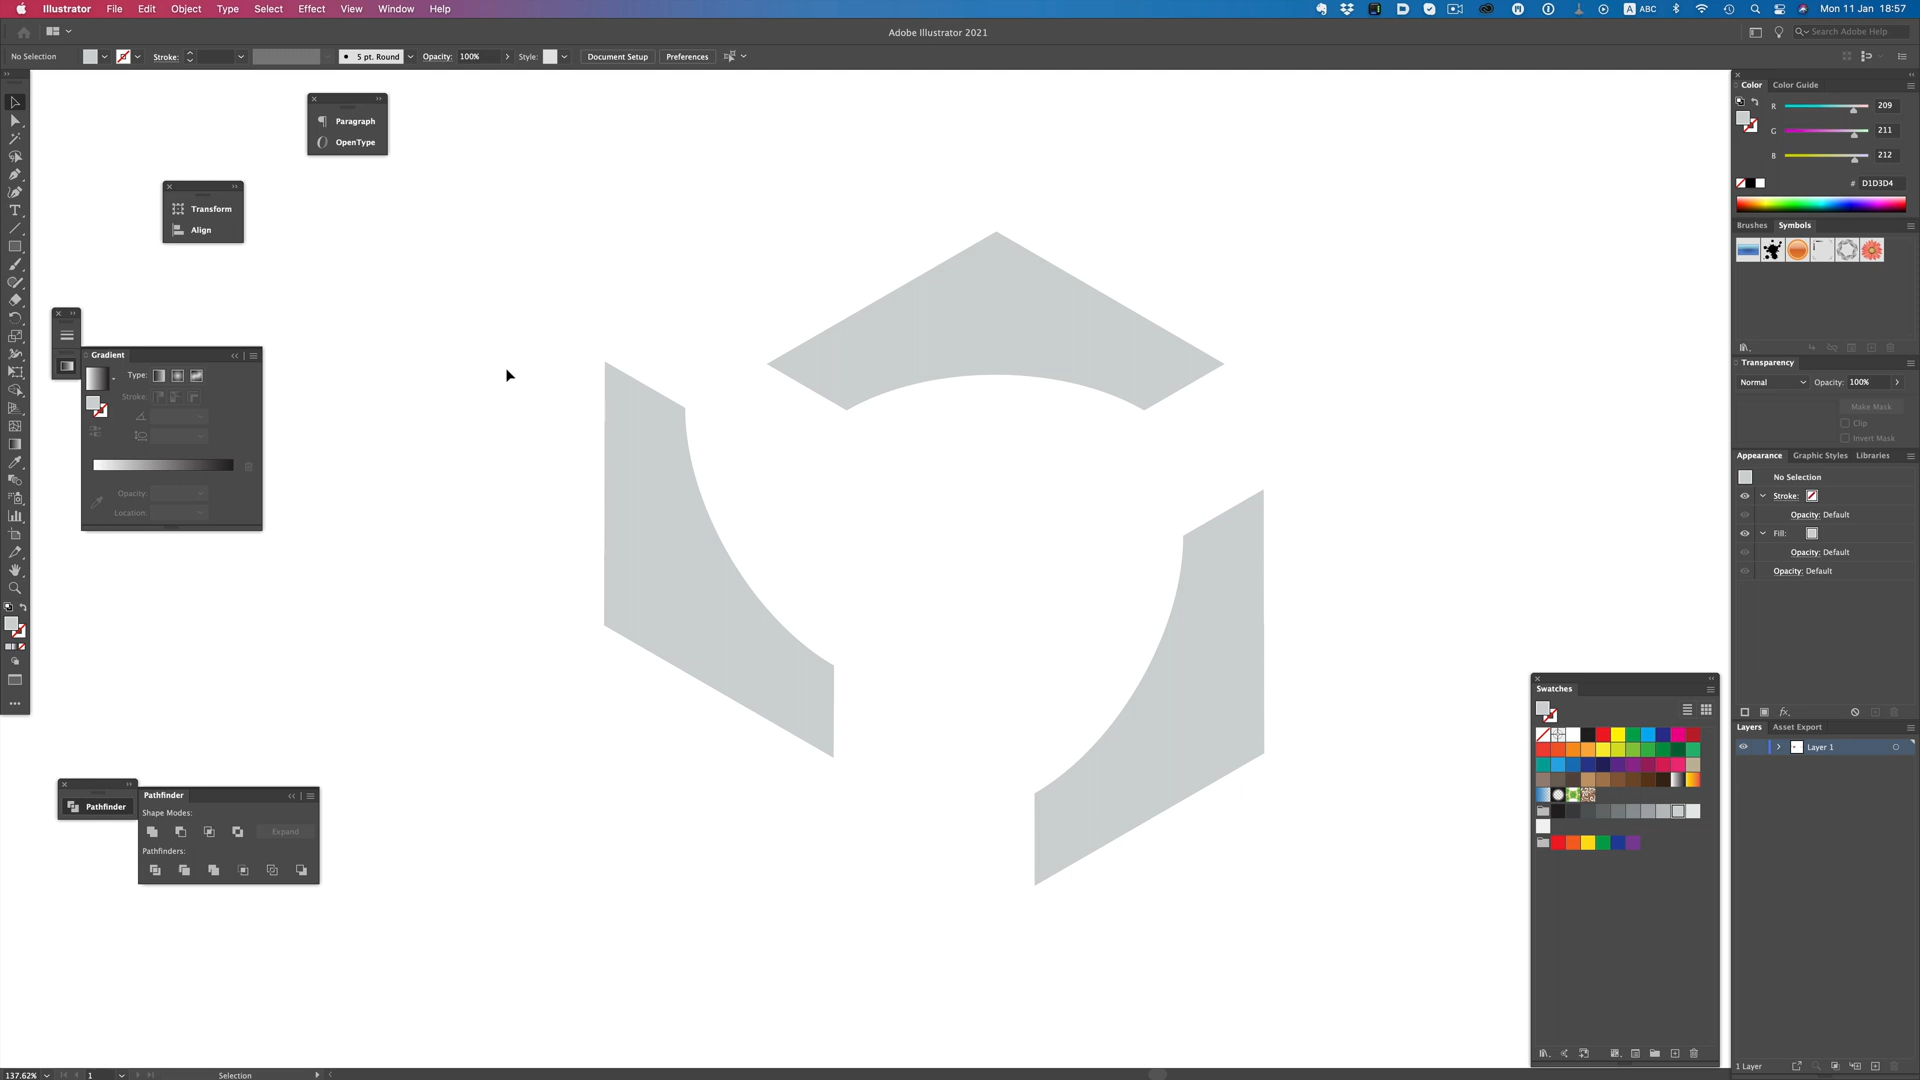 Illustrator File Edit Object Type Select Effect View Window Help
A ABC Mon 11 Jan 18:57
Adobe Illustrator 2021
Search Adobe Help
No Selection Stroke: 5 pt. Round Opacity: 100% Style: Document Setup Preferences
Paragraph
OpenType
Transform
Align
Gradient
Type:
Stroke:
Opacity:
Location:
Pathfinder
Pathfinder
Shape Modes:
Expand
Pathfinders:
Color Color Guide
R 209
G 211
B 212
# D1D3D4
Brushes Symbols
Transparency
Normal Opacity: 100%
Make Mask
Clip
Invert Mask
Appearance Graphic Styles Libraries
No Selection
Stroke:
Opacity: Default
Fill:
Opacity: Default
Opacity: Default
fx
Swatches
Layers Asset Export
Layer 1
1 Layer
137.62% 1 Selection